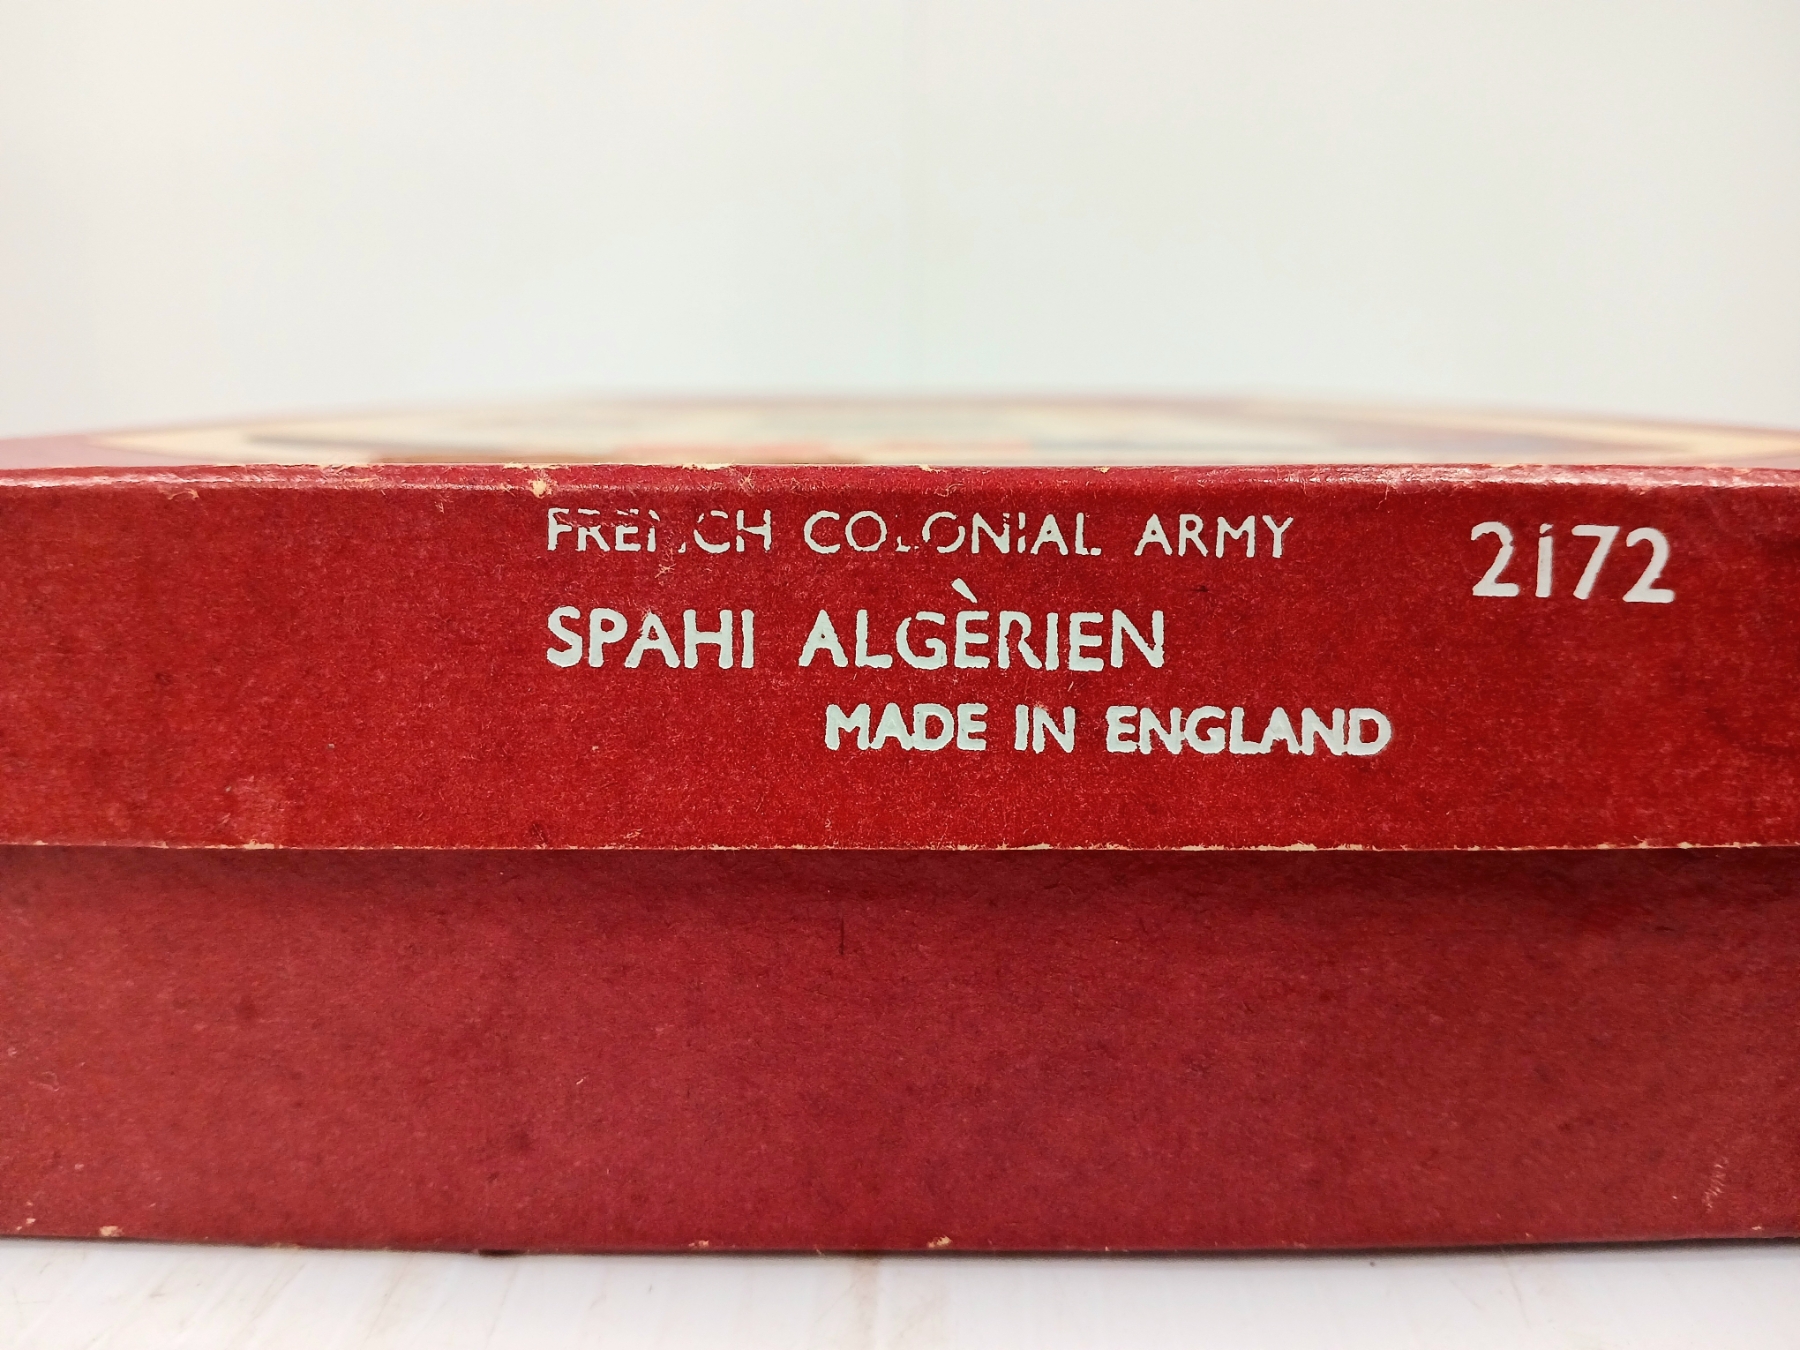 FRENCH COLONIAL ARMY 2172
SPAHI ALGÈRIEN
MADE IN ENGLAND